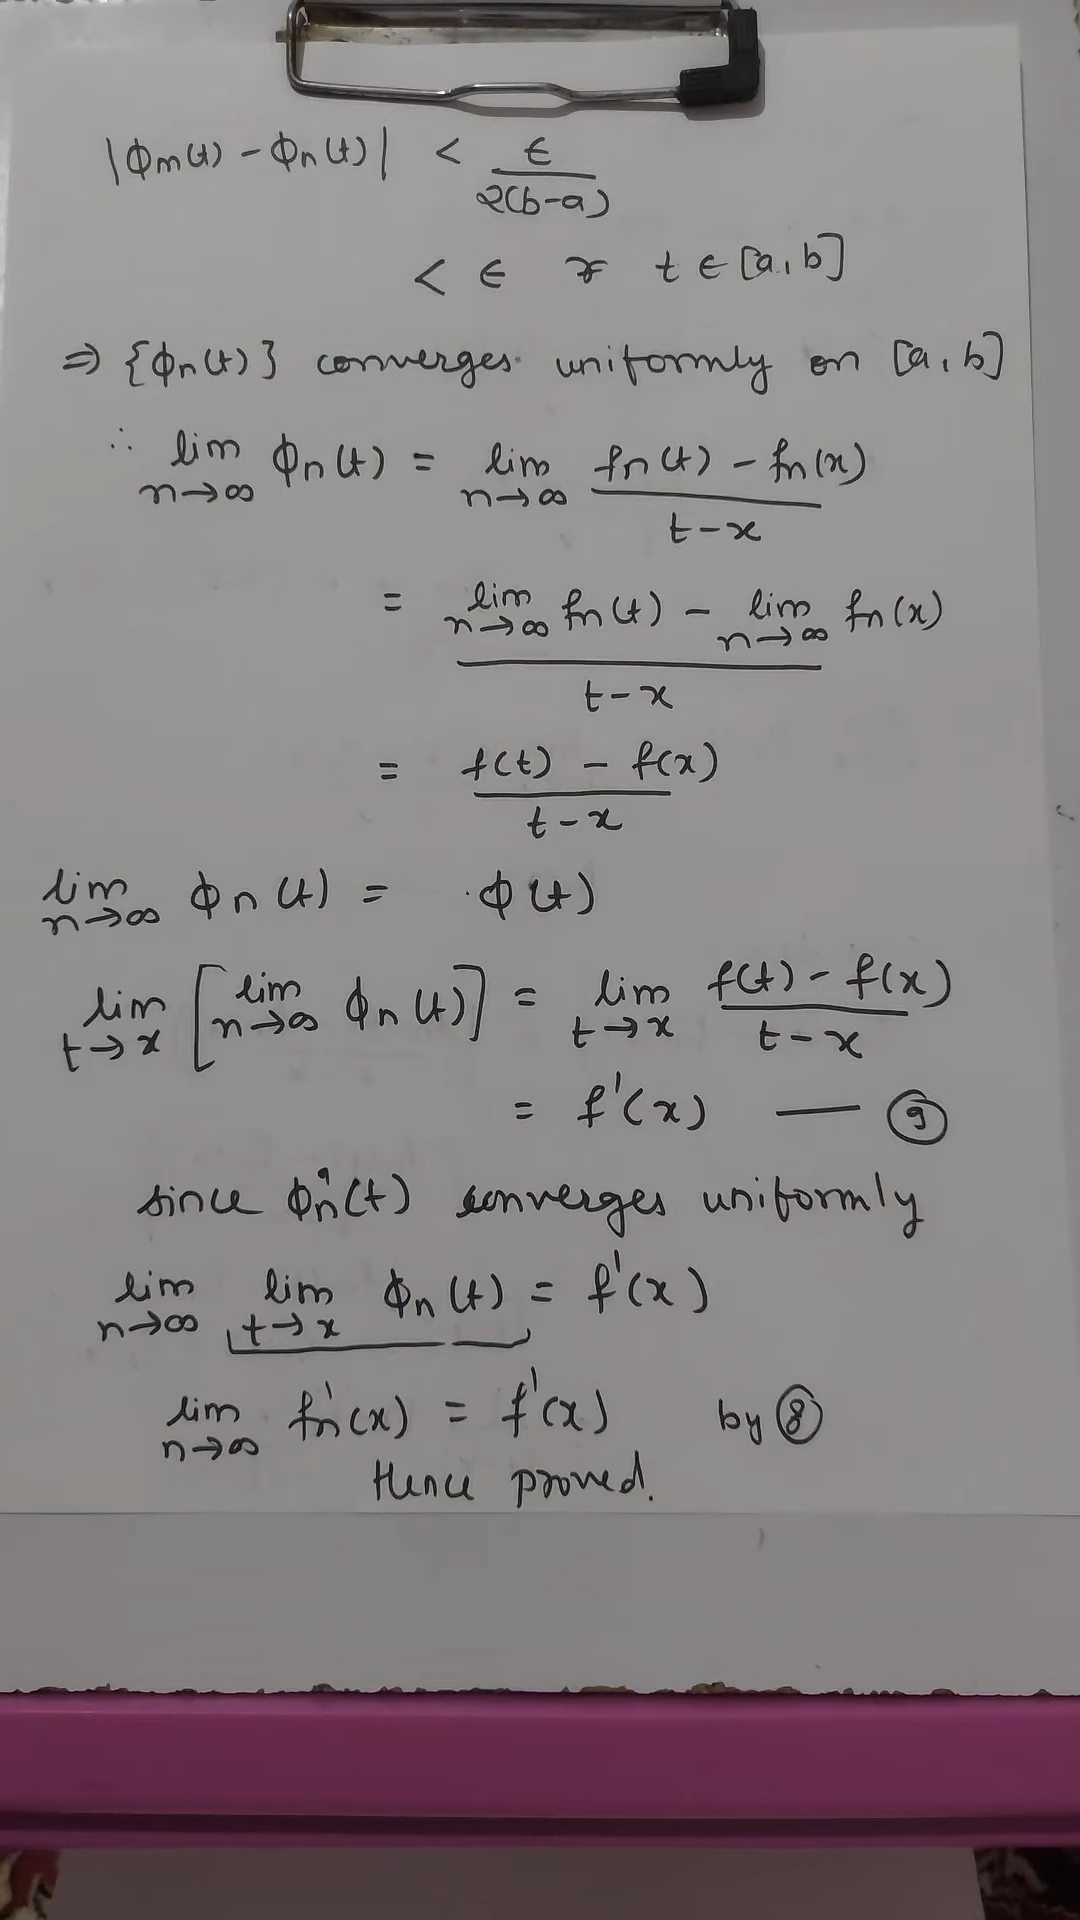 |ϕm(t) - ϕn(t)| < ϵ/2(b-a)
< ϵ ∀ t ∈ [a, b]
⇒ {ϕn(t)} converges uniformly on [a, b]
∴ lim n→∞ ϕn(t) = lim n→∞ fn(t) - fn(x) / t-x
= lim n→∞ fn(t) - lim n→∞ fn(x) / t-x
= f(t) - f(x) / t-x
lim n→∞ ϕn(t) = ϕ(t)
lim t→x [lim n→∞ ϕn(t)] = lim t→x f(t) - f(x) / t-x
= f'(x) — ⑨
since ϕn(t) converges uniformly
lim n→∞ lim t→x ϕn(t) = f'(x)
lim n→∞ fn'(x) = f'(x) by ⑧
Hence proved.